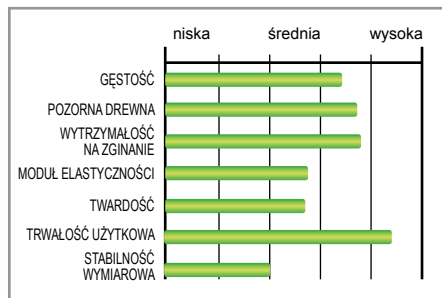 niska średnia wysoka
GĘSTOŚĆ
POZORNA DREWNA
WYTRZYMAŁOŚĆ
NA ZGINANIE
MODUŁ ELASTYCZNOŚCI
TWARDOŚĆ
TRWAŁOŚĆ UŻYTKOWA
STABILNOŚĆ
WYMIAROWA